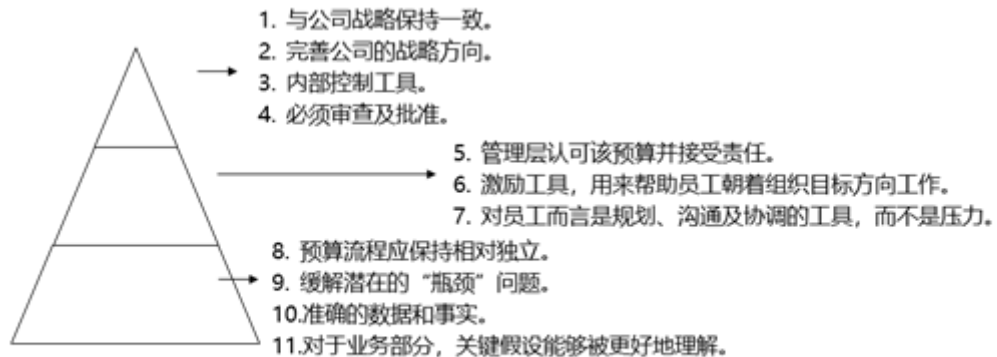 1. 与公司战略保持一致。
2. 完善公司的战略方向。
3. 内部控制工具。
4. 必须审查及批准。
5. 管理层认可该预算并接受责任。
6. 激励工具，用来帮助员工朝着组织目标方向工作。
7. 对员工而言是规划、沟通及协调的工具，而不是压力。
8. 预算流程应保持相对独立。
9. 缓解潜在的“瓶颈”问题。
10.准确的数据和事实。
11.对于业务部分，关键假设能够被更好地理解。